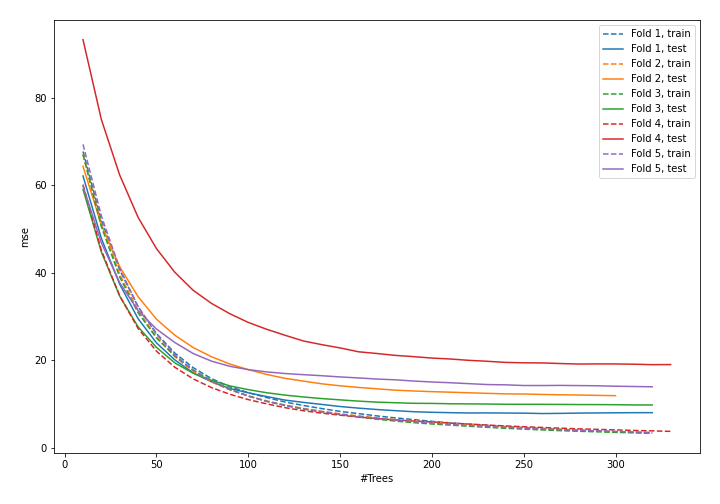 Fold 1, train
Fold 1, test
Fold 2, train
Fold 2, test
Fold 3, train
Fold 3, test
Fold 4, train
Fold 4, test
Fold 5, train
Fold 5, test
80
60
40
20
0
mse
0 50 100 150 200 250 300
#Trees